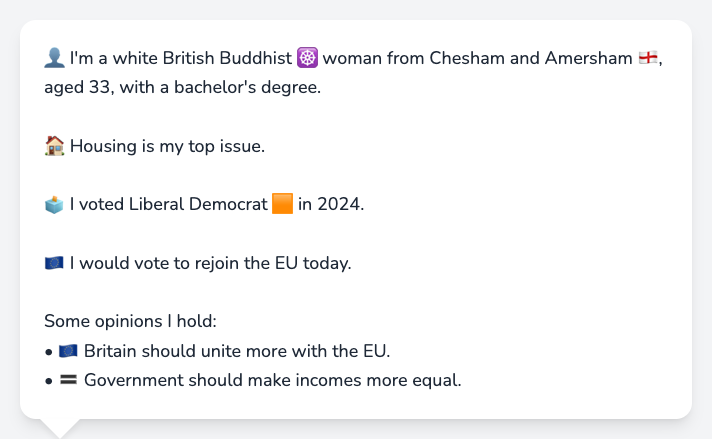 👤 I'm a white British Buddhist ☸️ woman from Chesham and Amersham 🏴󠁧󠁢󠁥󠁮󠁧󠁿,
aged 33, with a bachelor's degree.
🏠 Housing is my top issue.
🗳️ I voted Liberal Democrat 🟧 in 2024.
🇪🇺 I would vote to rejoin the EU today.
Some opinions I hold:
• 🇪🇺 Britain should unite more with the EU.
• 🟰 Government should make incomes more equal.